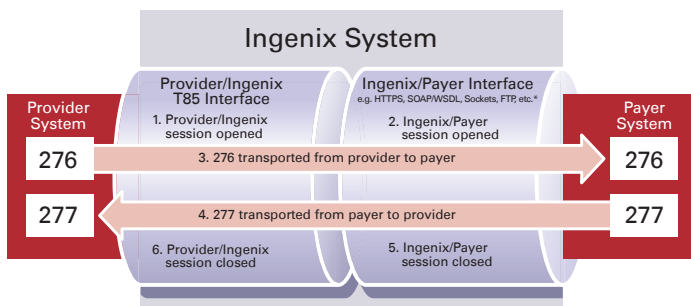 Ingenix System
Provider/Ingenix
T85 Interface
Ingenix/Payer Interface
e.g. HTTPS, SOAP/WSDL, Sockets, FTP, etc.*
Provider
System
Payer
System
1. Provider/Ingenix
session opened
2. Ingenix/Payer
session opened
276
3. 276 transported from provider to payer
276
277
4. 277 transported from payer to provider
277
6. Provider/Ingenix
session closed
5. Ingenix/Payer
session closed